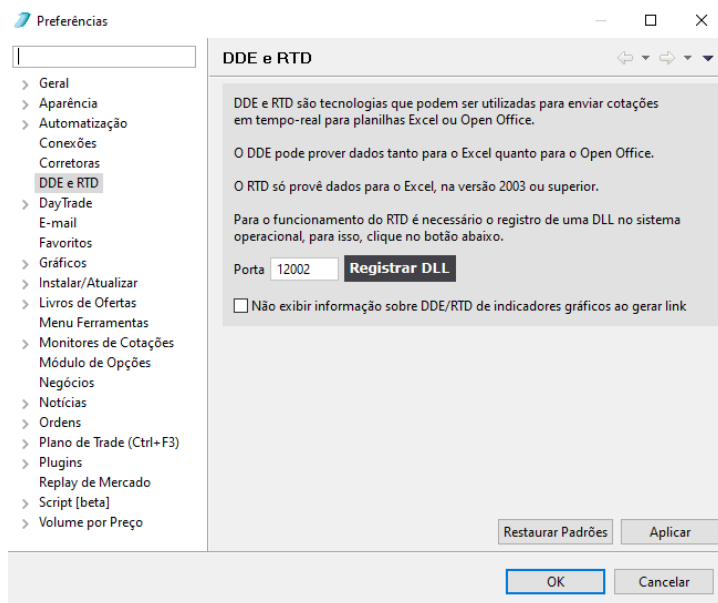 Preferências
DDE e RTD
Geral
Aparência
Automatização
Conexões
Corretoras
DDE e RTD
DayTrade
E-mail
Favoritos
Gráficos
Instalar/Atualizar
Livros de Ofertas
Menu Ferramentas
Monitores de Cotações
Módulo de Opções
Negócios
Notícias
Ordens
Plano de Trade (Ctrl+F3)
Plugins
Replay de Mercado
Script [beta]
Volume por Preço
DDE e RTD são tecnologias que podem ser utilizadas para enviar cotações
em tempo-real para planilhas Excel ou Open Office.
O DDE pode prover dados tanto para o Excel quanto para o Open Office.
O RTD só provê dados para o Excel, na versão 2003 ou superior.
Para o funcionamento do RTD é necessário o registro de uma DLL no sistema
operacional, para isso, clique no botão abaixo.
Porta 12002 Registrar DLL
Não exibir informação sobre DDE/RTD de indicadores gráficos ao gerar link
Restaurar Padrões Aplicar
OK Cancelar